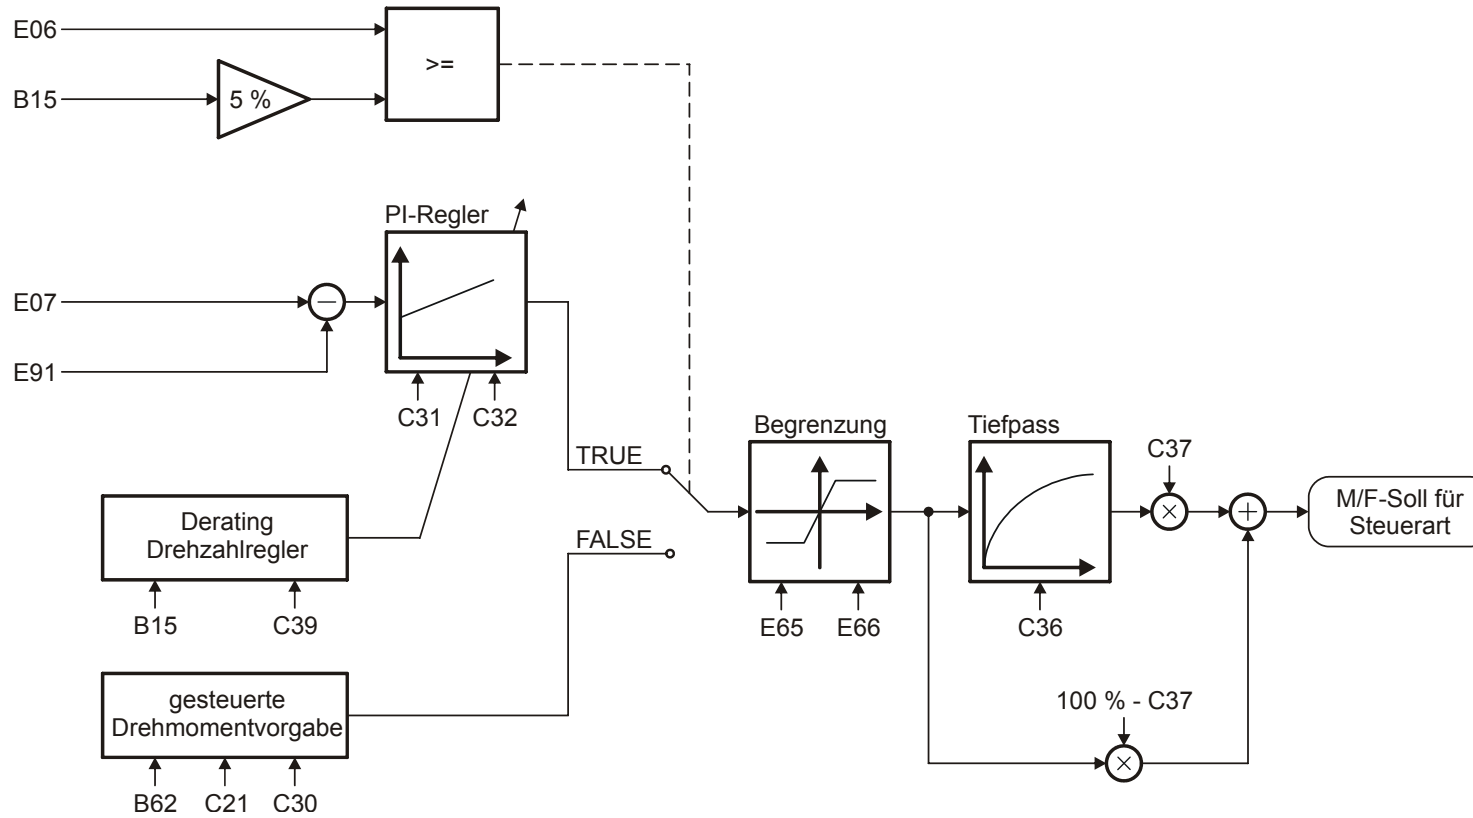 E06
>=
B15
5 %
PI-Regler
E07
−
E91
C31
C32
TRUE
Begrenzung
Tiefpass
C37
M/F-Soll für
Steuerart
×
+
Derating
Drehzahlregler
FALSE
B15
C39
E65
E66
C36
gesteuerte
Drehmomentvorgabe
100 % - C37
×
B62
C21
C30